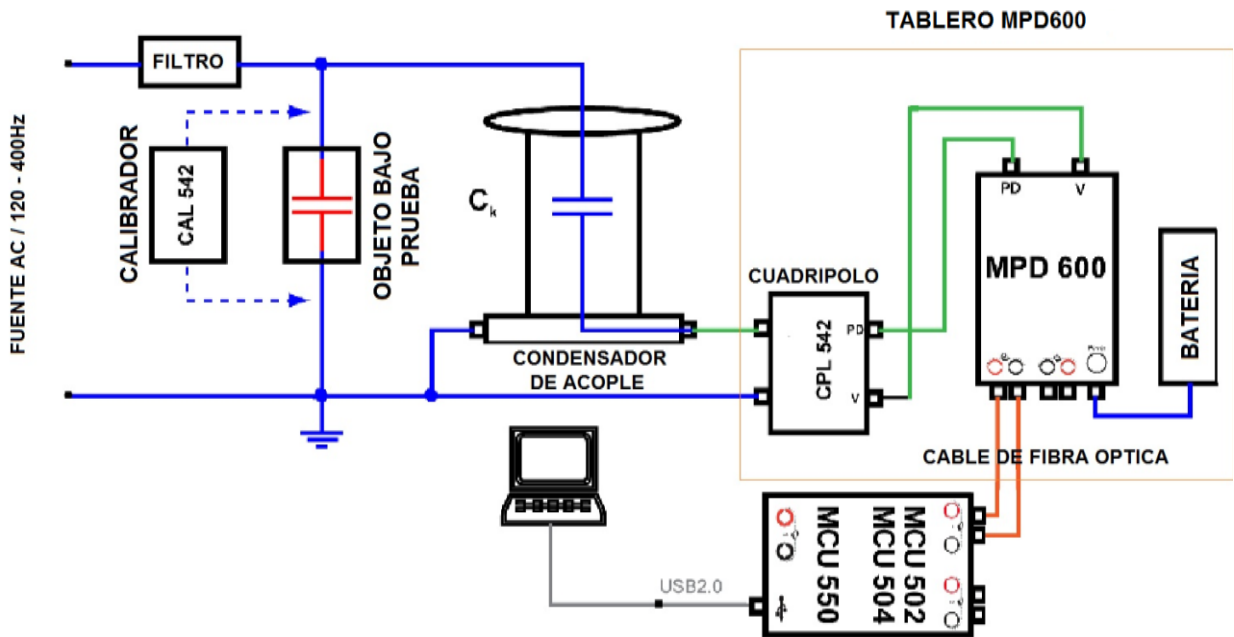 TABLERO MPD600
FUENTE AC / 120 - 400Hz
FILTRO
CALIBRADOR
CAL 542
OBJETO BAJO
PRUEBA
Ck
CONDENSADOR
DE ACOPLE
CUADRIPOLO
CPL 542
PD
V
PD
V
MPD 600
BATERIA
CABLE DE FIBRA OPTICA
MCU 502
MCU 504
MCU 550
USB2.0